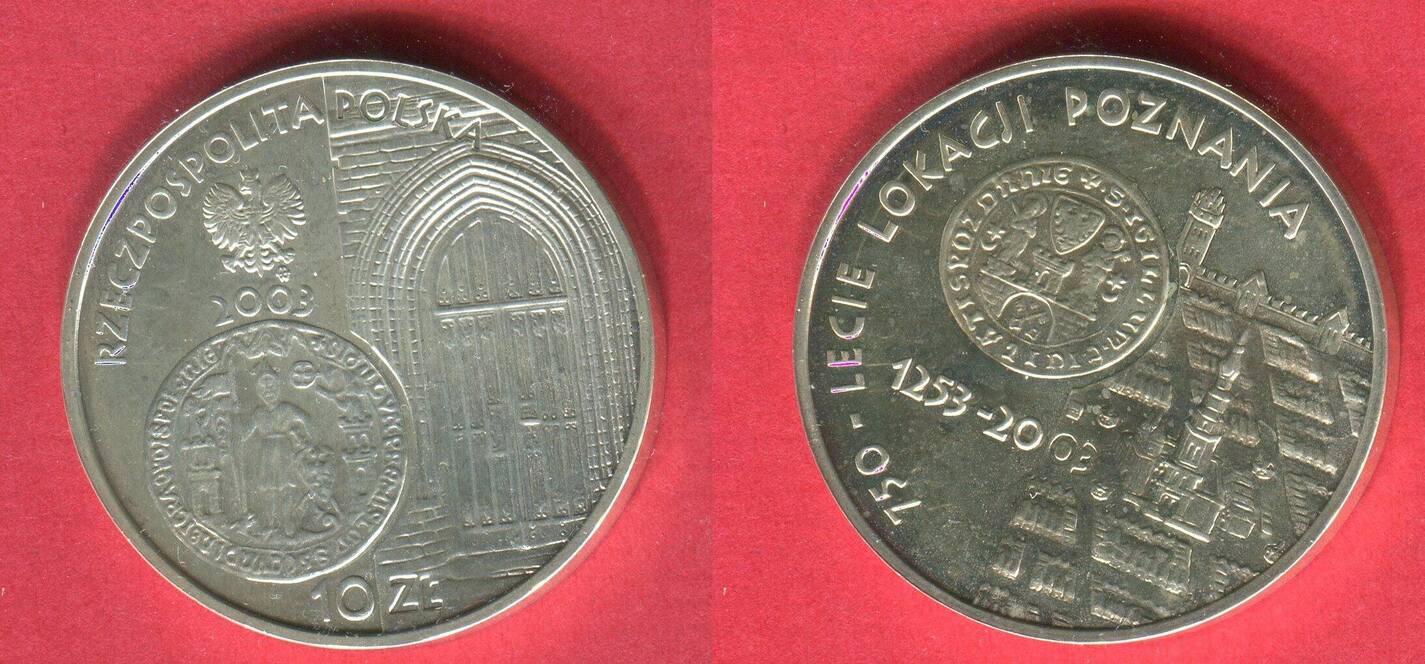 RZECZPOSPOLITA POLSKA
2003
10 ZŁ
750-LECIE LOKACJI POZNANIA
1253-2003